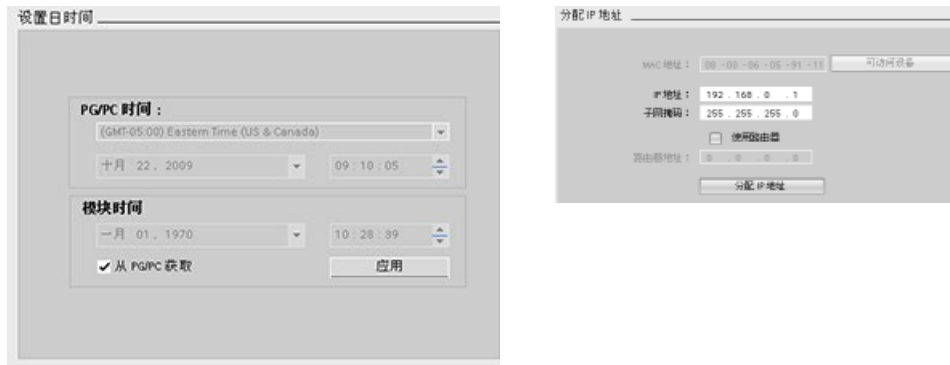 设置日时间
PG/PC 时间：
(GMT-05:00) Eastern Time (US & Canada)
十月 22, 2009
09:10:05
模块时间
一月 01, 1970
10:28:39
从 PG/PC 获取
应用
分配 IP 地址
MAC 地址： 08 -00 -06 -05 -91 -11
可访问设备
IP 地址： 192 . 168 . 0 . 1
子网掩码： 255 . 255 . 255 . 0
使用路由器
路由器地址： 0 . 0 . 0 . 0
分配 IP 地址